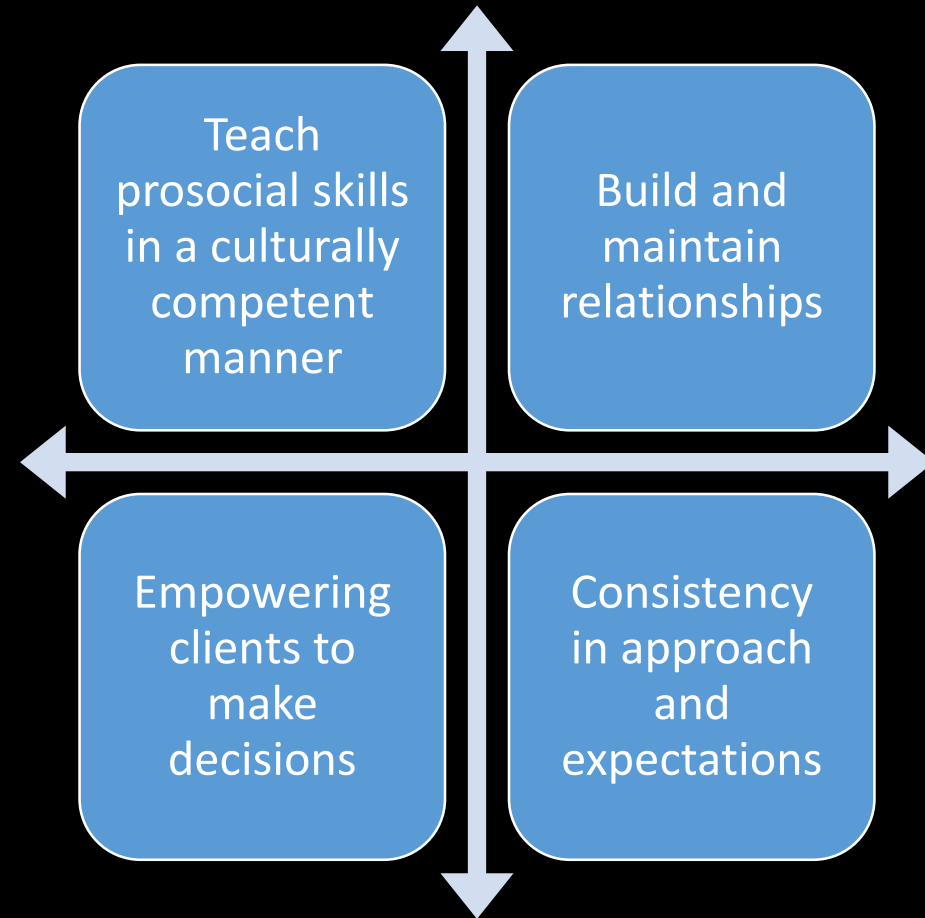 Teach
prosocial skills
in a culturally
competent
manner
Build and
maintain
relationships
Empowering
clients to
make
decisions
Consistency
in approach
and
expectations